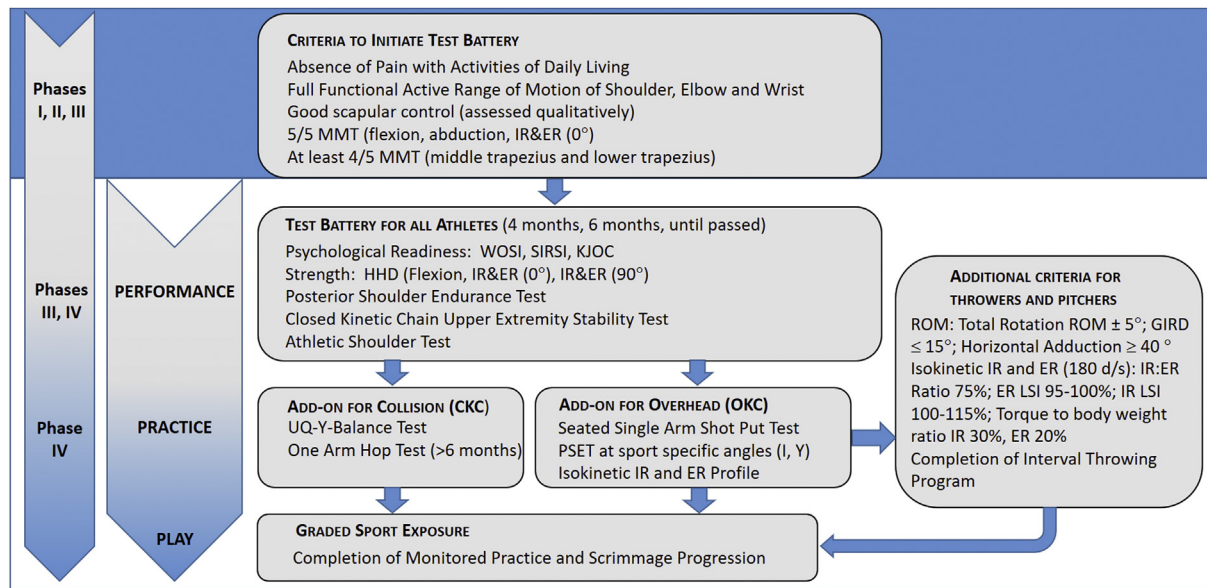 Phases
I, II, III
Phases
III, IV
Phase
IV
PERFORMANCE
PRACTICE
PLAY
CRITERIA TO INITIATE TEST BATTERY
Absence of Pain with Activities of Daily Living
Full Functional Active Range of Motion of Shoulder, Elbow and Wrist
Good scapular control (assessed qualitatively)
5/5 MMT (flexion, abduction, IR&ER (0°)
At least 4/5 MMT (middle trapezius and lower trapezius)
TEST BATTERY FOR ALL ATHLETES (4 months, 6 months, until passed)
Psychological Readiness: WOSI, SIRSI, KJOC
Strength: HHD (Flexion, IR&ER (0°), IR&ER (90°)
Posterior Shoulder Endurance Test
Closed Kinetic Chain Upper Extremity Stability Test
Athletic Shoulder Test
ADD-ON FOR COLLISION (CKC)
UQ-Y-Balance Test
One Arm Hop Test (>6 months)
ADD-ON FOR OVERHEAD (OKC)
Seated Single Arm Shot Put Test
PSET at sport specific angles (I, Y)
Isokinetic IR and ER Profile
ADDITIONAL CRITERIA FOR
THROWERS AND PITCHERS
ROM: Total Rotation ROM ± 5°; GIRD
≤ 15°; Horizontal Adduction ≥ 40 °
Isokinetic IR and ER (180 d/s): IR:ER
Ratio 75%; ER LSI 95-100%; IR LSI
100-115%; Torque to body weight
ratio IR 30%, ER 20%
Completion of Interval Throwing
Program
GRADED SPORT EXPOSURE
Completion of Monitored Practice and Scrimmage Progression